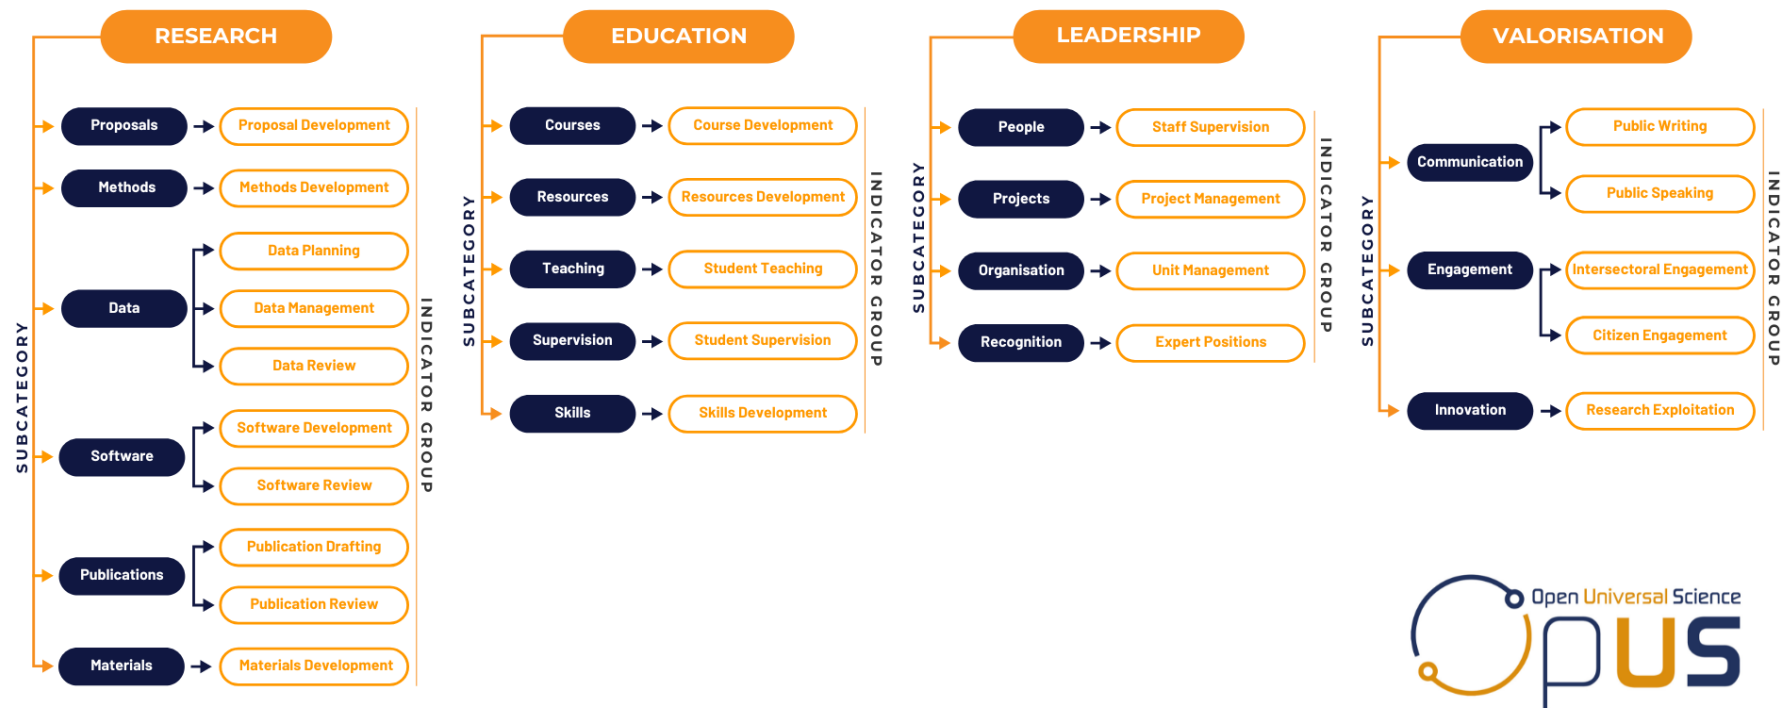 RESEARCH
SUBCATEGORY
Proposals
Proposal Development
Methods
Methods Development
Data
Data Planning
Data Management
Data Review
Software
Software Development
Software Review
Publications
Publication Drafting
Publication Review
Materials
Materials Development
INDICATOR GROUP
EDUCATION
SUBCATEGORY
Courses
Course Development
Resources
Resources Development
Teaching
Student Teaching
Supervision
Student Supervision
Skills
Skills Development
INDICATOR GROUP
LEADERSHIP
SUBCATEGORY
People
Staff Supervision
Projects
Project Management
Organisation
Unit Management
Recognition
Expert Positions
INDICATOR GROUP
VALORISATION
SUBCATEGORY
Communication
Public Writing
Public Speaking
Engagement
Intersectoral Engagement
Citizen Engagement
Innovation
Research Exploitation
INDICATOR GROUP
Open Universal Science
OpUS